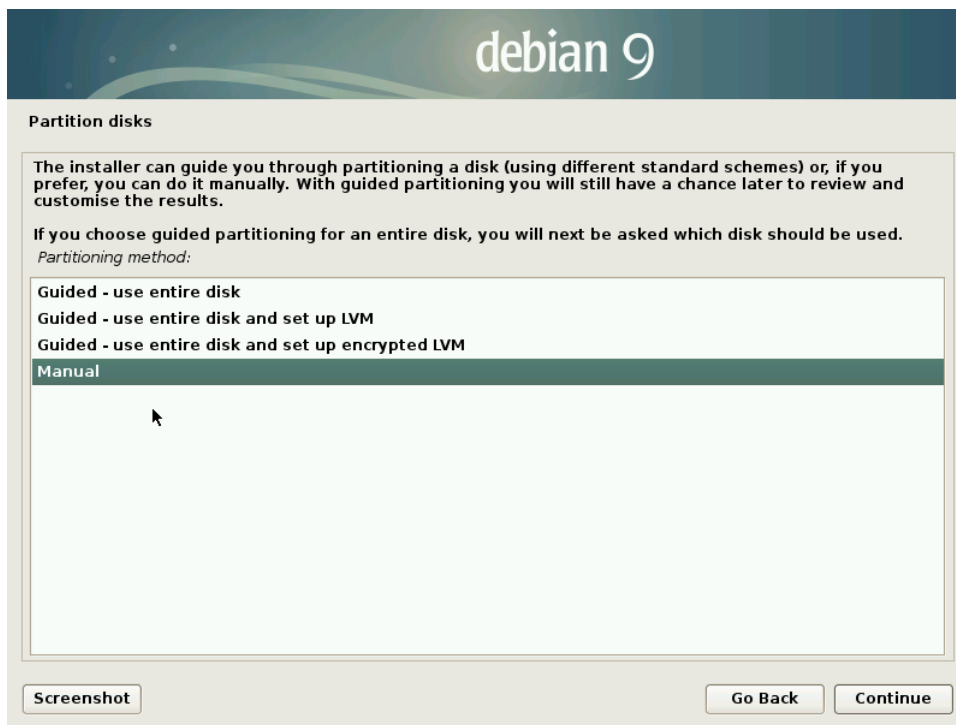 debian 9
Partition disks
The installer can guide you through partitioning a disk (using different standard schemes) or, if you
prefer, you can do it manually. With guided partitioning you will still have a chance later to review and
customise the results.
If you choose guided partitioning for an entire disk, you will next be asked which disk should be used.
Partitioning method:
Guided - use entire disk
Guided - use entire disk and set up LVM
Guided - use entire disk and set up encrypted LVM
Manual
Screenshot
Go Back
Continue